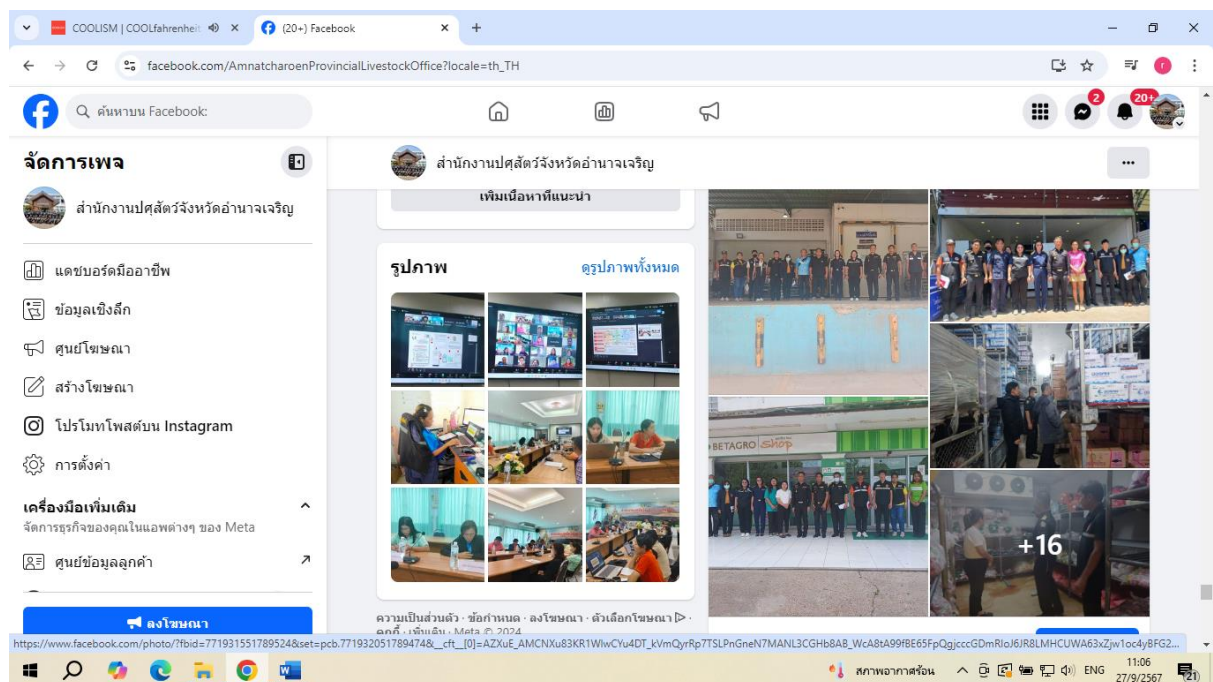 COOLISM | COOLfahrenheit
(20+) Facebook
facebook.com/AmnatcharoenProvincialLivestockOffice?locale=th_TH
r
ค้นหาบน Facebook:
2
20+
จัดการเพจ
สำนักงานปศุสัตว์จังหวัดอำนาจเจริญ
สำนักงานปศุสัตว์จังหวัดอำนาจเจริญ
แดชบอร์ดมืออาชีพ
ข้อมูลเชิงลึก
ศูนย์โฆษณา
สร้างโฆษณา
โปรโมทโพสต์บน Instagram
การตั้งค่า
เครื่องมือเพิ่มเติม
จัดการธุรกิจของคุณในแอพต่างๆ ของ Meta
ศูนย์ข้อมูลลูกค้า
ลงโฆษณา
เพิ่มเนื้อหาที่แนะนำ
รูปภาพ
ดูรูปภาพทั้งหมด
ความเป็นส่วนตัว · ข้อกำหนด · ลงโฆษณา · ตัวเลือกโฆษณา ·
คุกกี้ · เพิ่มเติม · Meta © 2024
BETAGRO Shop
+16
สภาพอากาศร้อน
ENG
11:06
27/9/2567
21